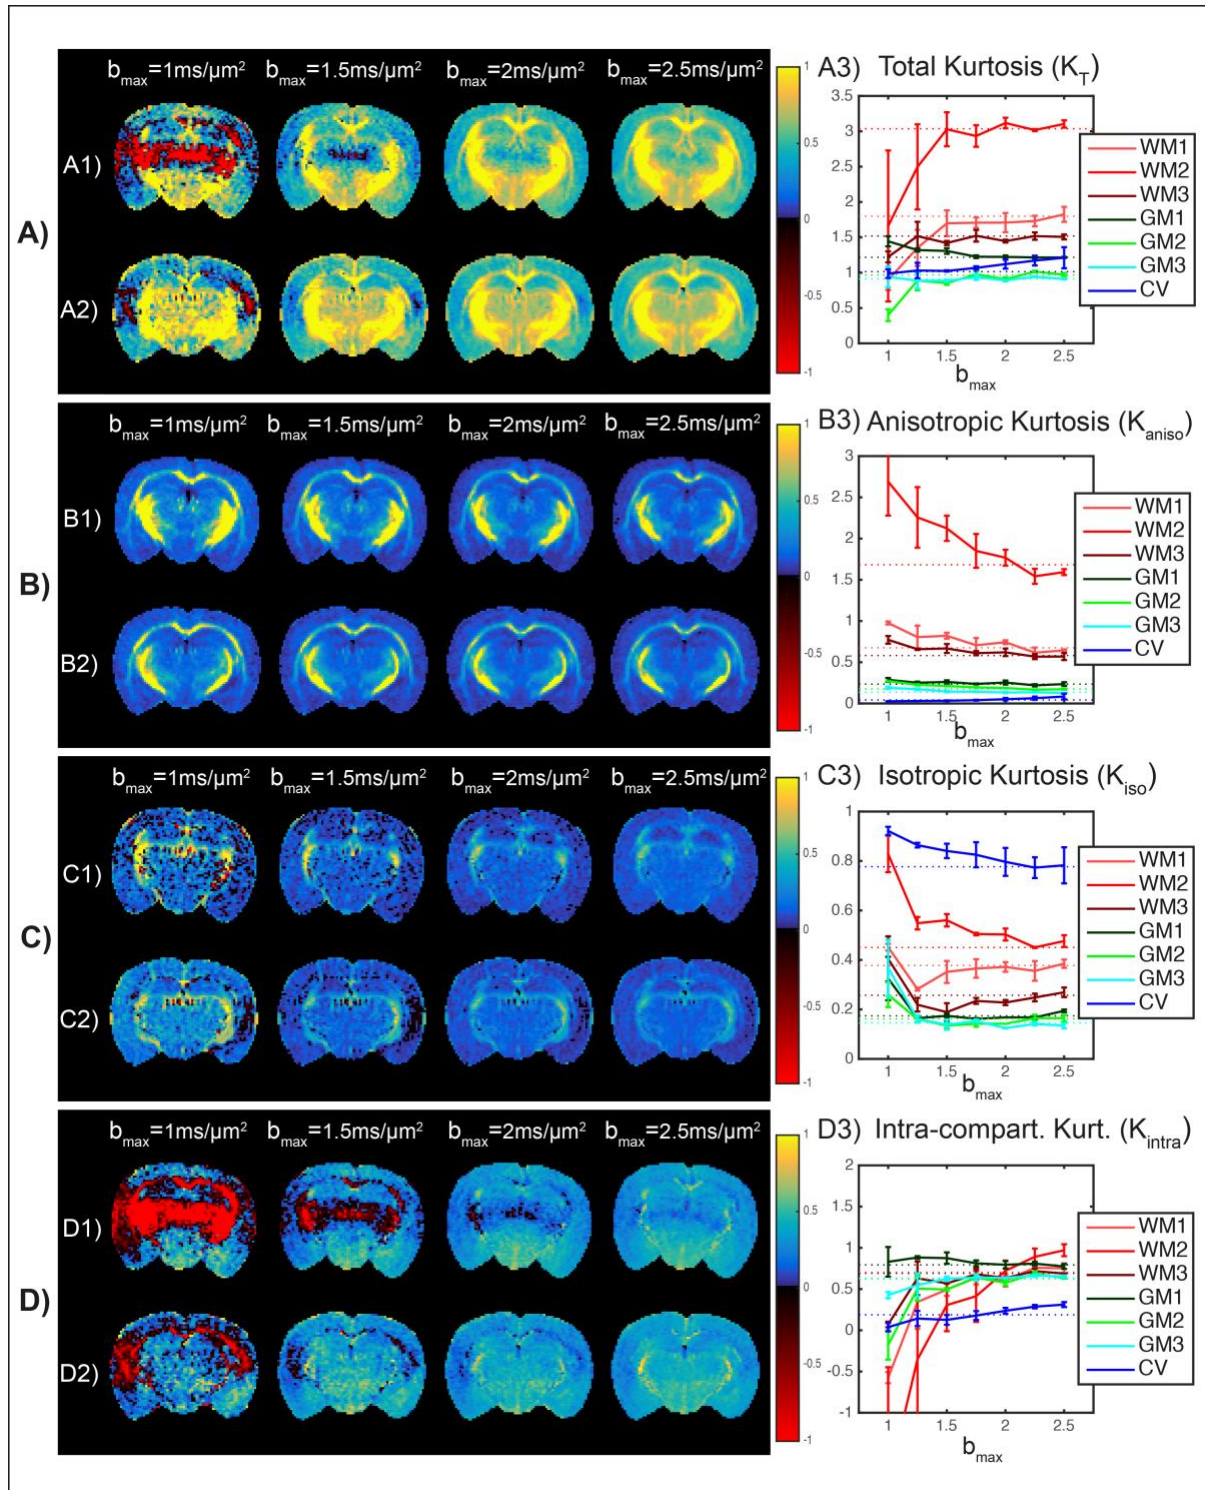 A)
b_max=1ms/µm² b_max=1.5ms/µm² b_max=2ms/µm² b_max=2.5ms/µm²
A1)
A2)
1
0.5
0
-0.5
-1
A3) Total Kurtosis (K_T)
3.5
3
2.5
2
1.5
1
0.5
0
1 1.5 2 2.5
b_max
WM1
WM2
WM3
GM1
GM2
GM3
CV
B)
b_max=1ms/µm² b_max=1.5ms/µm² b_max=2ms/µm² b_max=2.5ms/µm²
B1)
B2)
1
0.5
0
-0.5
-1
B3) Anisotropic Kurtosis (K_aniso)
3
2.5
2
1.5
1
0.5
0
1 1.5 2 2.5
b_max
WM1
WM2
WM3
GM1
GM2
GM3
CV
C)
b_max=1ms/µm² b_max=1.5ms/µm² b_max=2ms/µm² b_max=2.5ms/µm²
C1)
C2)
1
0.5
0
-0.5
-1
C3) Isotropic Kurtosis (K_iso)
1
0.8
0.6
0.4
0.2
0
1 1.5 2 2.5
b_max
WM1
WM2
WM3
GM1
GM2
GM3
CV
D)
b_max=1ms/µm² b_max=1.5ms/µm² b_max=2ms/µm² b_max=2.5ms/µm²
D1)
D2)
1
0.5
0
-0.5
-1
D3) Intra-compart. Kurt. (K_intra)
2
1.5
1
0.5
0
-0.5
-1
1 1.5 2 2.5
b_max
WM1
WM2
WM3
GM1
GM2
GM3
CV